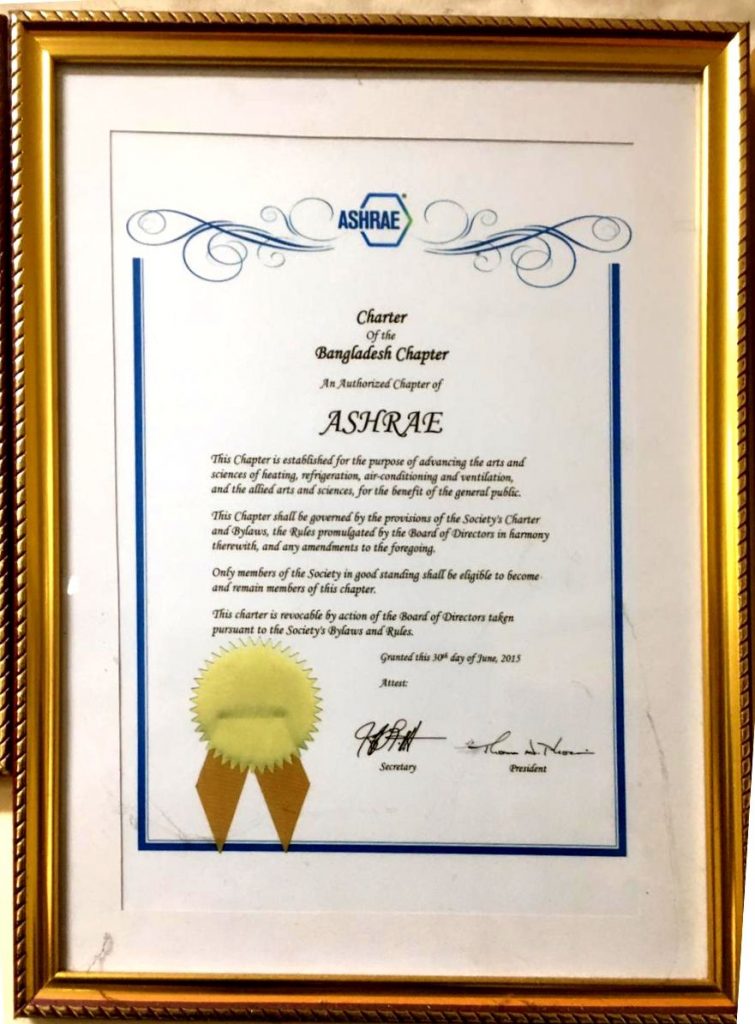 ASHRAE
Charter
Of the
Bangladesh Chapter
An Authorized Chapter of
ASHRAE
This Chapter is established for the purpose of advancing the arts and
sciences of heating, refrigeration, air-conditioning and ventilation,
and the allied arts and sciences, for the benefit of the general public.
This Chapter shall be governed by the provisions of the Society's Charter
and Bylaws, the Rules promulgated by the Board of Directors in harmony
therewith, and any amendments to the foregoing.
Only members of the Society in good standing shall be eligible to become
and remain members of this chapter.
This charter is revocable by action of the Board of Directors taken
pursuant to the Society's Bylaws and Rules.
Granted this 30th day of June, 2015
Attest:
Secretary
President